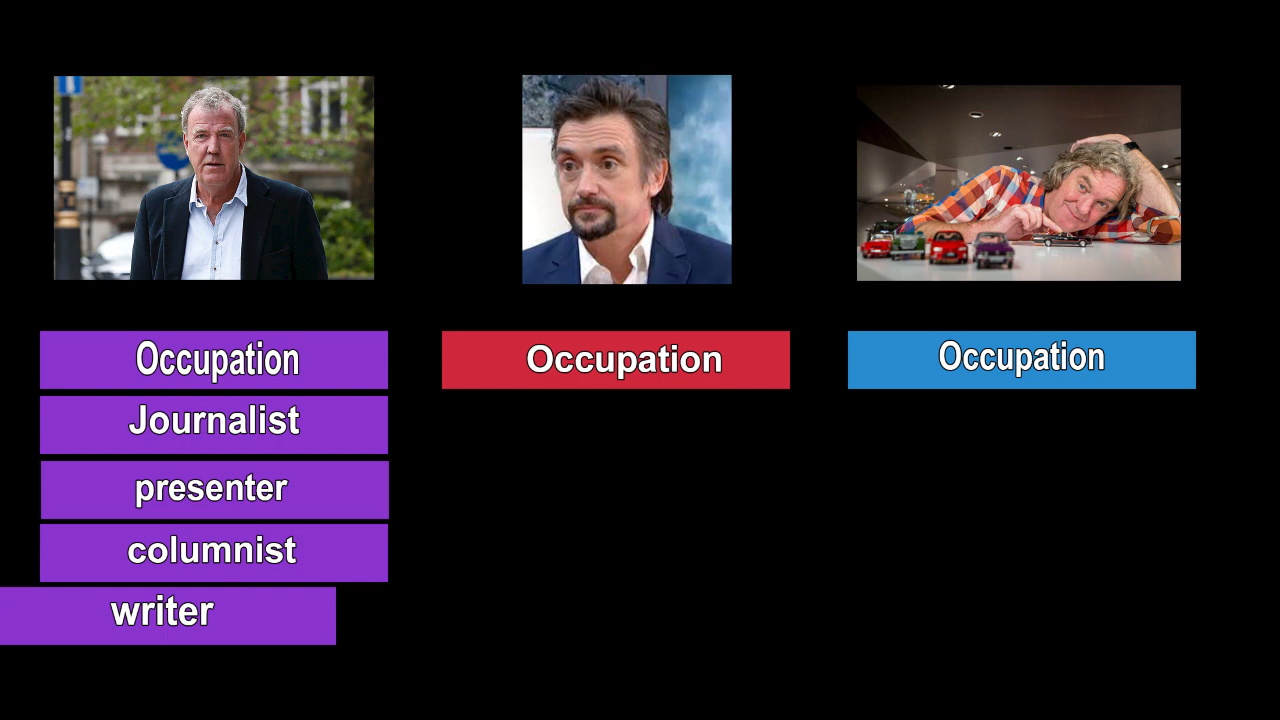 Occupation
Occupation
Occupation
Journalist
presenter
columnist
writer